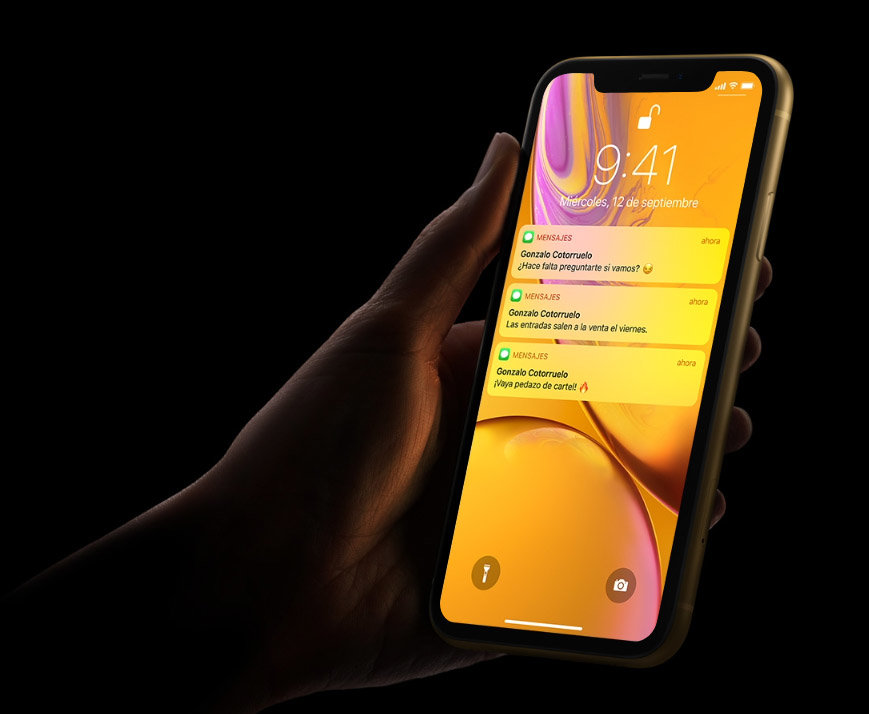 9:41
Miércoles, 12 de septiembre
MENSAJES ahora
Gonzalo Cotorruelo
¿Hace falta preguntarte si vamos? 😏
MENSAJES ahora
Gonzalo Cotorruelo
Las entradas salen a la venta el viernes.
MENSAJES ahora
Gonzalo Cotorruelo
¡Vaya pedazo de cartel! 🔥